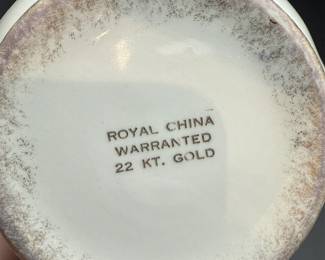 ROYAL CHINA
WARRANTED
22 KT. GOLD